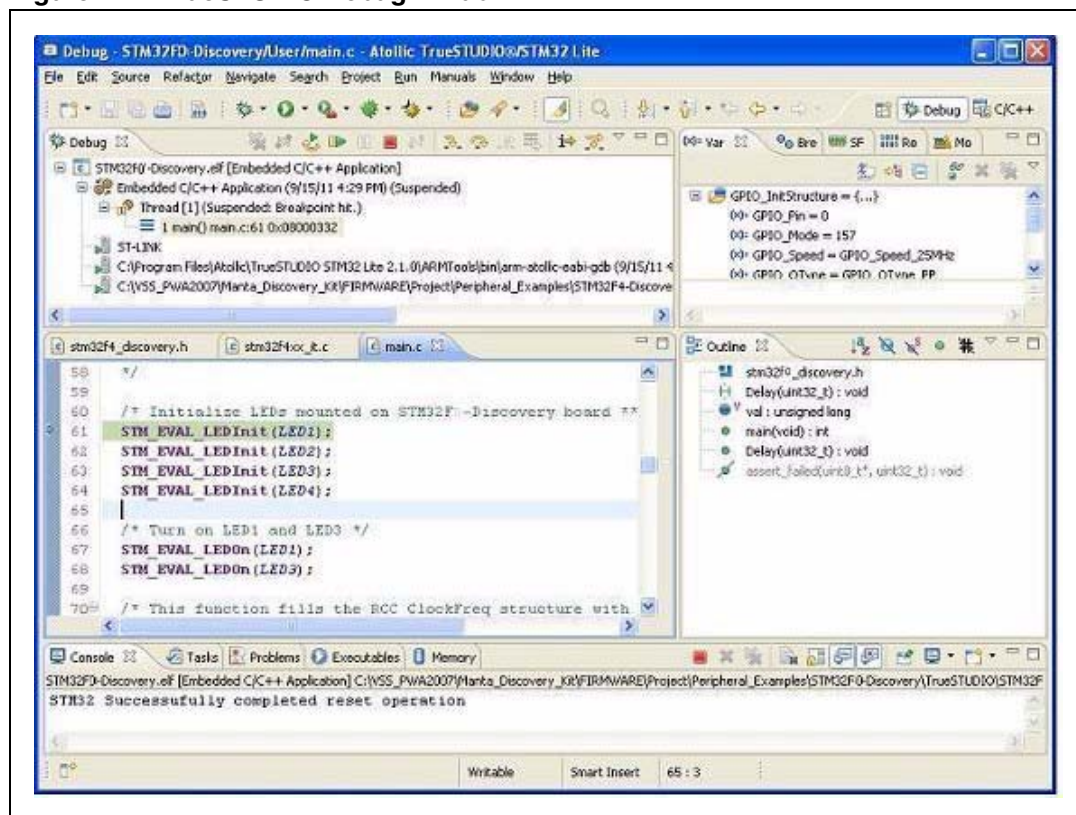 Debug - STM32F0-Discovery/User/main.c - Atollic TrueSTUDIO®/STM32 Lite
File Edit Source Refactor Navigate Search Project Run Manuals Window Help
Debug C/C++
Debug
STM32F0-Discovery.elf [Embedded C/C++ Application]
Embedded C/C++ Application (9/15/11 4:29 PM) (Suspended)
Thread [1] (Suspended: Breakpoint hit.)
1 main() main.c:61 0x08000332
ST-LINK
C:\Program Files\Atollic\TrueSTUDIO STM32 Lite 2.1.0\ARMTools\bin\arm-atollic-eabi-gdb (9/15/11 4
C:\VSS_PWA2007\Manta_Discovery_Kit\FIRMWARE\Project\Peripheral_Examples\STM32F4-Discove
(x)= Var Bre SF Re Mo
GPIO_InitStructure = {...}
(x)= GPIO_Pin = 0
(x)= GPIO_Mode = 157
(x)= GPIO_Speed = GPIO_Speed_25MHz
(x)= GPIO_OType = GPIO_OType_PP
stm32f4_discovery.h stm32f4xx_it.c main.c
58 */
59
60 /* Initialize LEDs mounted on STM32F -Discovery board **
61 STM_EVAL_LEDInit(LED1);
62 STM_EVAL_LEDInit(LED2);
63 STM_EVAL_LEDInit(LED3);
64 STM_EVAL_LEDInit(LED4);
65
66 /* Turn on LED1 and LED3 */
67 STM_EVAL_LEDOn(LED1);
68 STM_EVAL_LEDOn(LED3);
69
70 /* This function fills the RCC ClockFreq structure with
Outline
stm32f0_discovery.h
Delay(uint32_t) : void
val : unsigned long
main(void) : int
Delay(uint32_t) : void
assert_failed(uint8_t*, uint32_t) : void
Console Tasks Problems Executables Memory
STM32F0-Discovery.elf [Embedded C/C++ Application] C:\VSS_PWA2007\Manta_Discovery_Kit\FIRMWARE\Project\Peripheral_Examples\STM32F0-Discovery\TrueSTUDIO\STM32F
STM32 Successufully completed reset operation
Writable Smart Insert 65 : 3